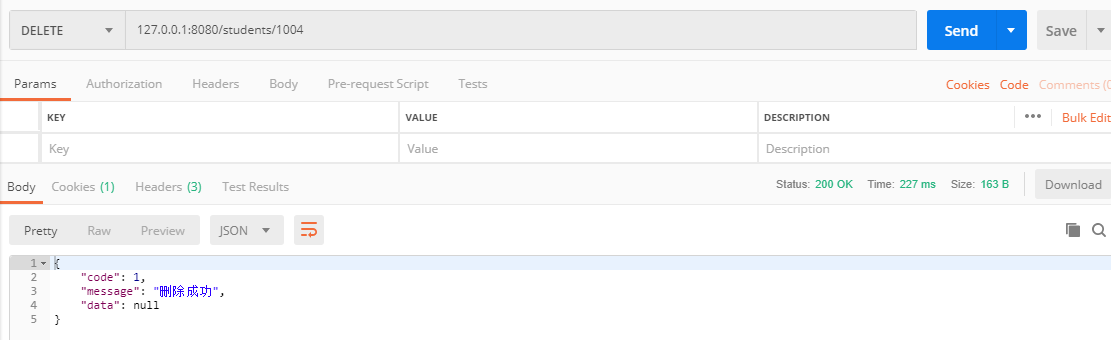 DELETE 127.0.0.1:8080/students/1004 Send Save
Params Authorization Headers Body Pre-request Script Tests Cookies Code Comments (0
KEY VALUE DESCRIPTION ••• Bulk Edit
Key Value Description
Body Cookies (1) Headers (3) Test Results Status: 200 OK Time: 227 ms Size: 163 B Download
Pretty Raw Preview JSON
1 {
2 "code": 1,
3 "message": "删除成功",
4 "data": null
5 }